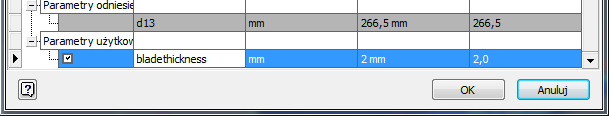 Parametry odniesie
d13 mm 266,5 mm 266,5
Parametry użytkow
bladethickness mm 2 mm 2,0
OK Anuluj